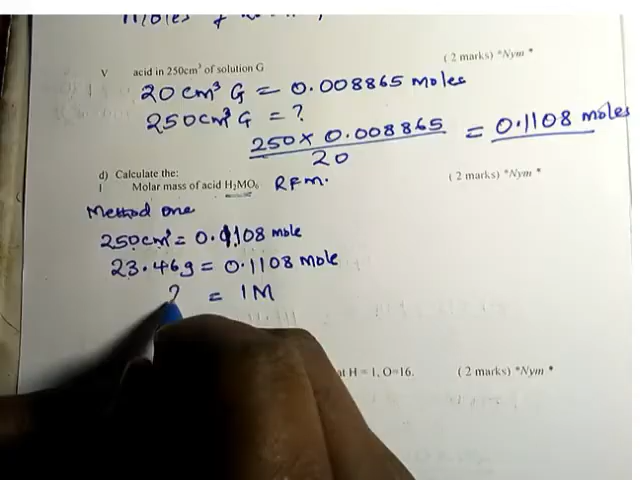 moles
V acid in 250cm³ of solution G (2 marks) *Nym *
20cm³ G = 0.008865 moles
250cm³ G = ?
250 x 0.008865 = 0.1108 moles
20
d) Calculate the:
I Molar mass of acid H₂MO₆ RFM. (2 marks) *Nym *
Method one
250cm³ = 0.1108 mole
23.46g = 0.1108 mole
? = 1M
at H = 1, O=16. (2 marks) *Nym *